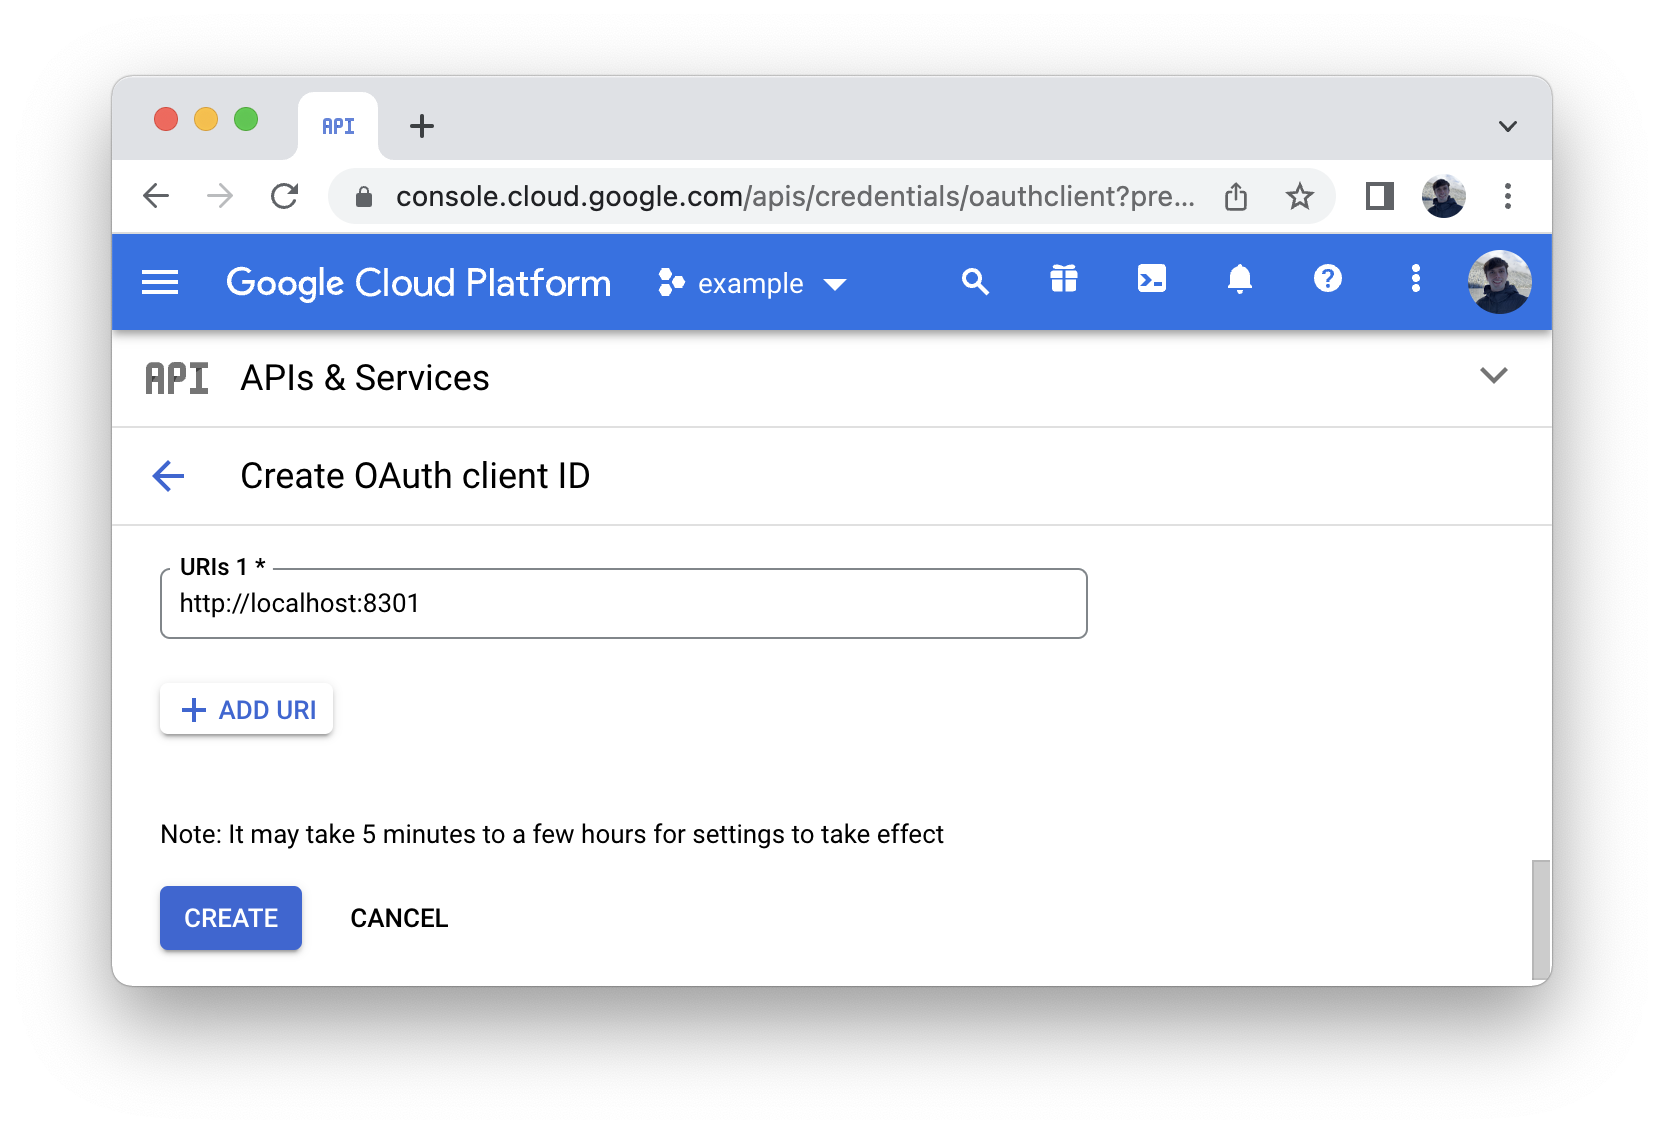 API
console.cloud.google.com/apis/credentials/oauthclient?pre...
Google Cloud Platform example
API APIs & Services
Create OAuth client ID
URIs 1 *
http://localhost:8301
ADD URI
Note: It may take 5 minutes to a few hours for settings to take effect
CREATE CANCEL